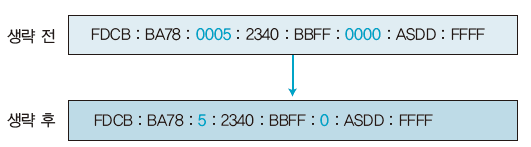 생략 전
FDCB : BA78 : 0005 : 2340 : BBFF : 0000 : ASDD : FFFF
생략 후
FDCB : BA78 : 5 : 2340 : BBFF : 0 : ASDD : FFFF